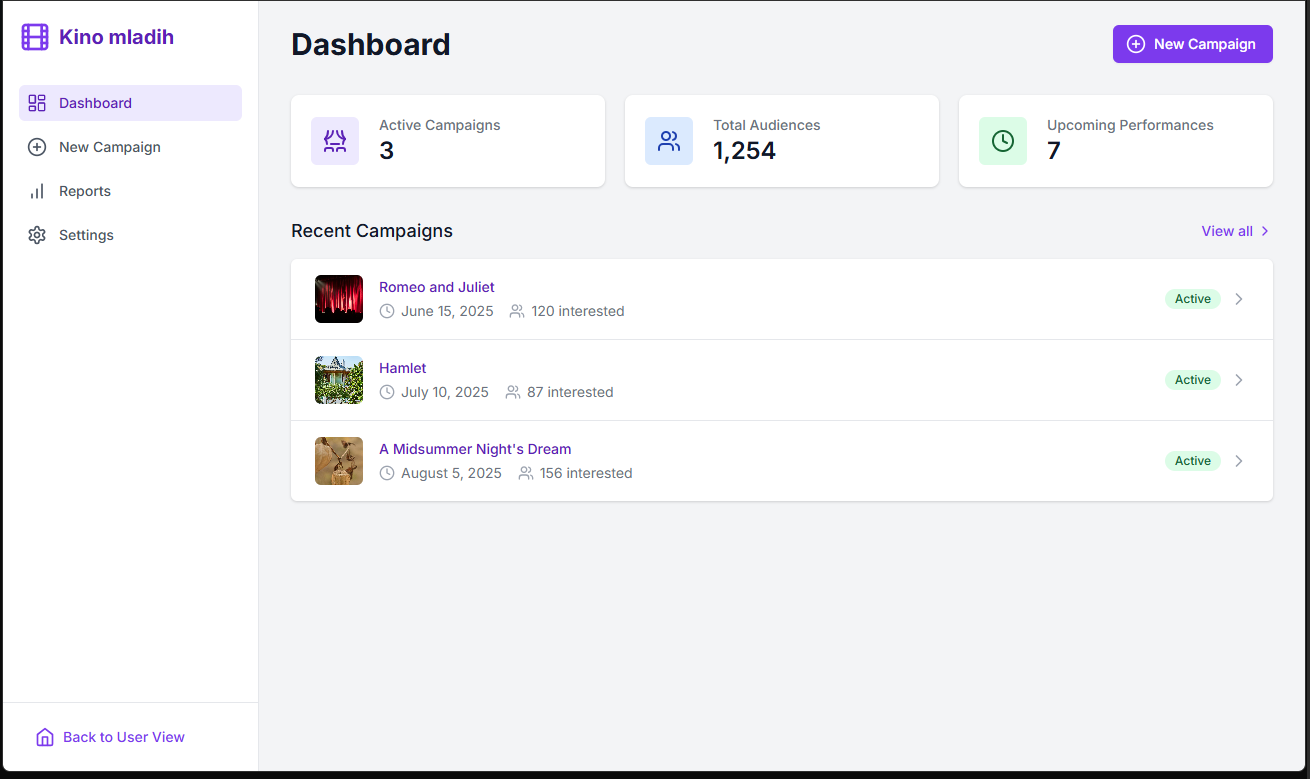 Kino mladih
Dashboard
New Campaign
Reports
Settings
Back to User View
Dashboard
New Campaign
Active Campaigns
3
Total Audiences
1,254
Upcoming Performances
7
Recent Campaigns
View all
Romeo and Juliet
June 15, 2025 120 interested
Active
Hamlet
July 10, 2025 87 interested
Active
A Midsummer Night's Dream
August 5, 2025 156 interested
Active